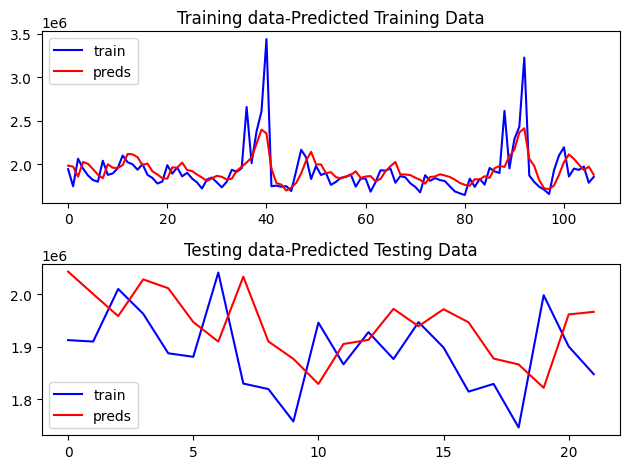 Training data-Predicted Training Data
1e6
3.5
3.0
2.5
2.0
train
preds
0 20 40 60 80 100
Testing data-Predicted Testing Data
1e6
2.0
1.9
1.8
train
preds
0 5 10 15 20